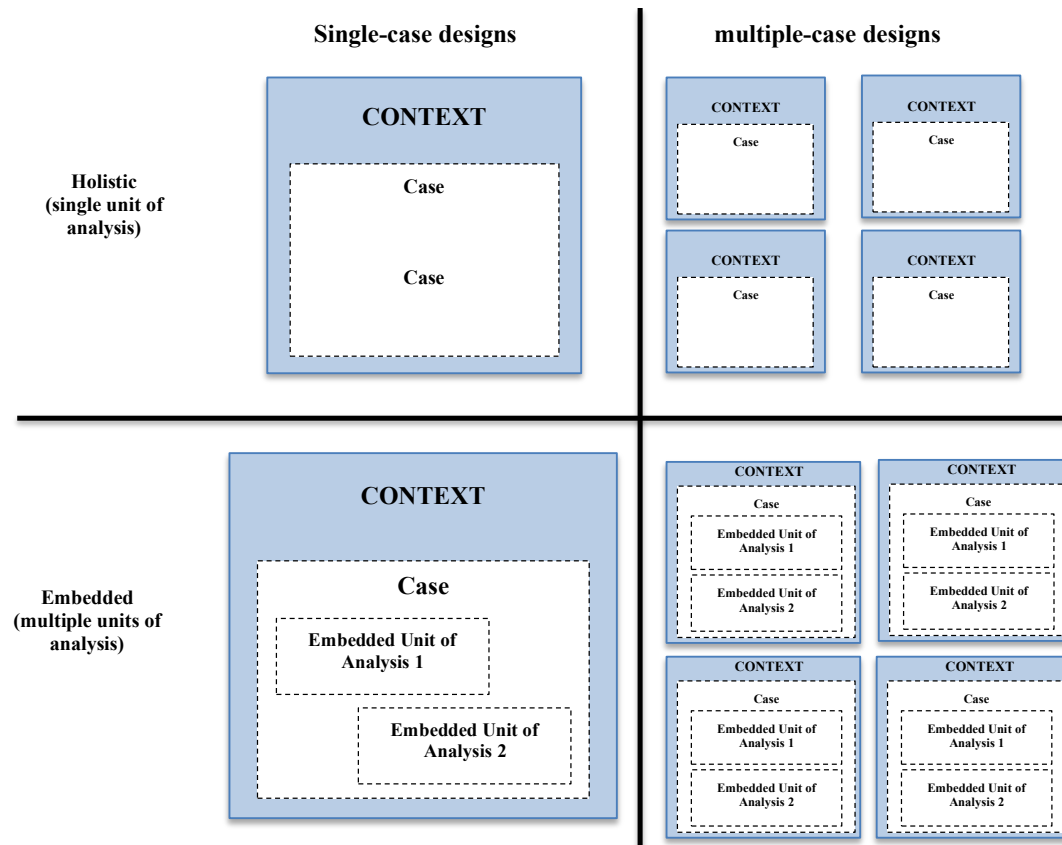 Single-case designs
multiple-case designs
Holistic
(single unit of
analysis)
CONTEXT
Case
Case
CONTEXT
Case
CONTEXT
Case
CONTEXT
Case
CONTEXT
Case
Embedded
(multiple units of
analysis)
CONTEXT
Case
Embedded Unit of
Analysis 1
Embedded Unit of
Analysis 2
CONTEXT
Case
Embedded Unit of
Analysis 1
Embedded Unit of
Analysis 2
CONTEXT
Case
Embedded Unit of
Analysis 1
Embedded Unit of
Analysis 2
CONTEXT
Case
Embedded Unit of
Analysis 1
Embedded Unit of
Analysis 2
CONTEXT
Case
Embedded Unit of
Analysis 1
Embedded Unit of
Analysis 2